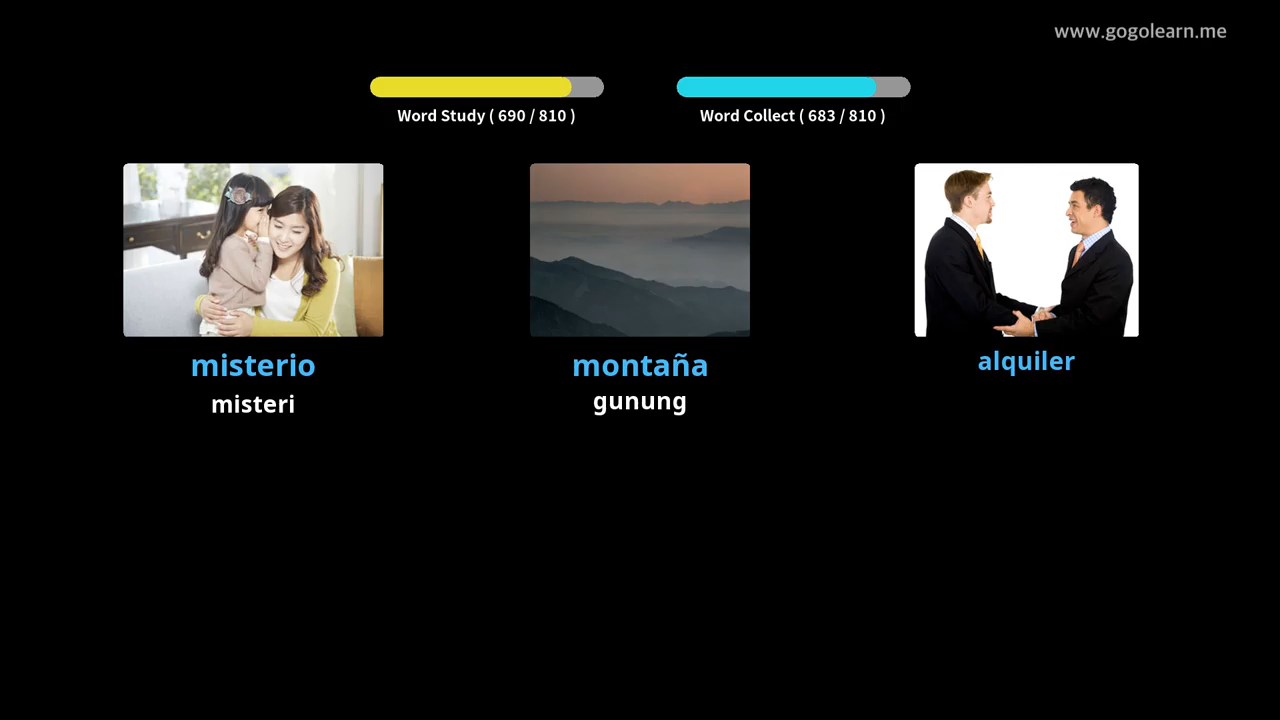 www.gogolearn.me
Word Study ( 690 / 810 )
Word Collect ( 683 / 810 )
misterio
misteri
montaña
gunung
alquiler